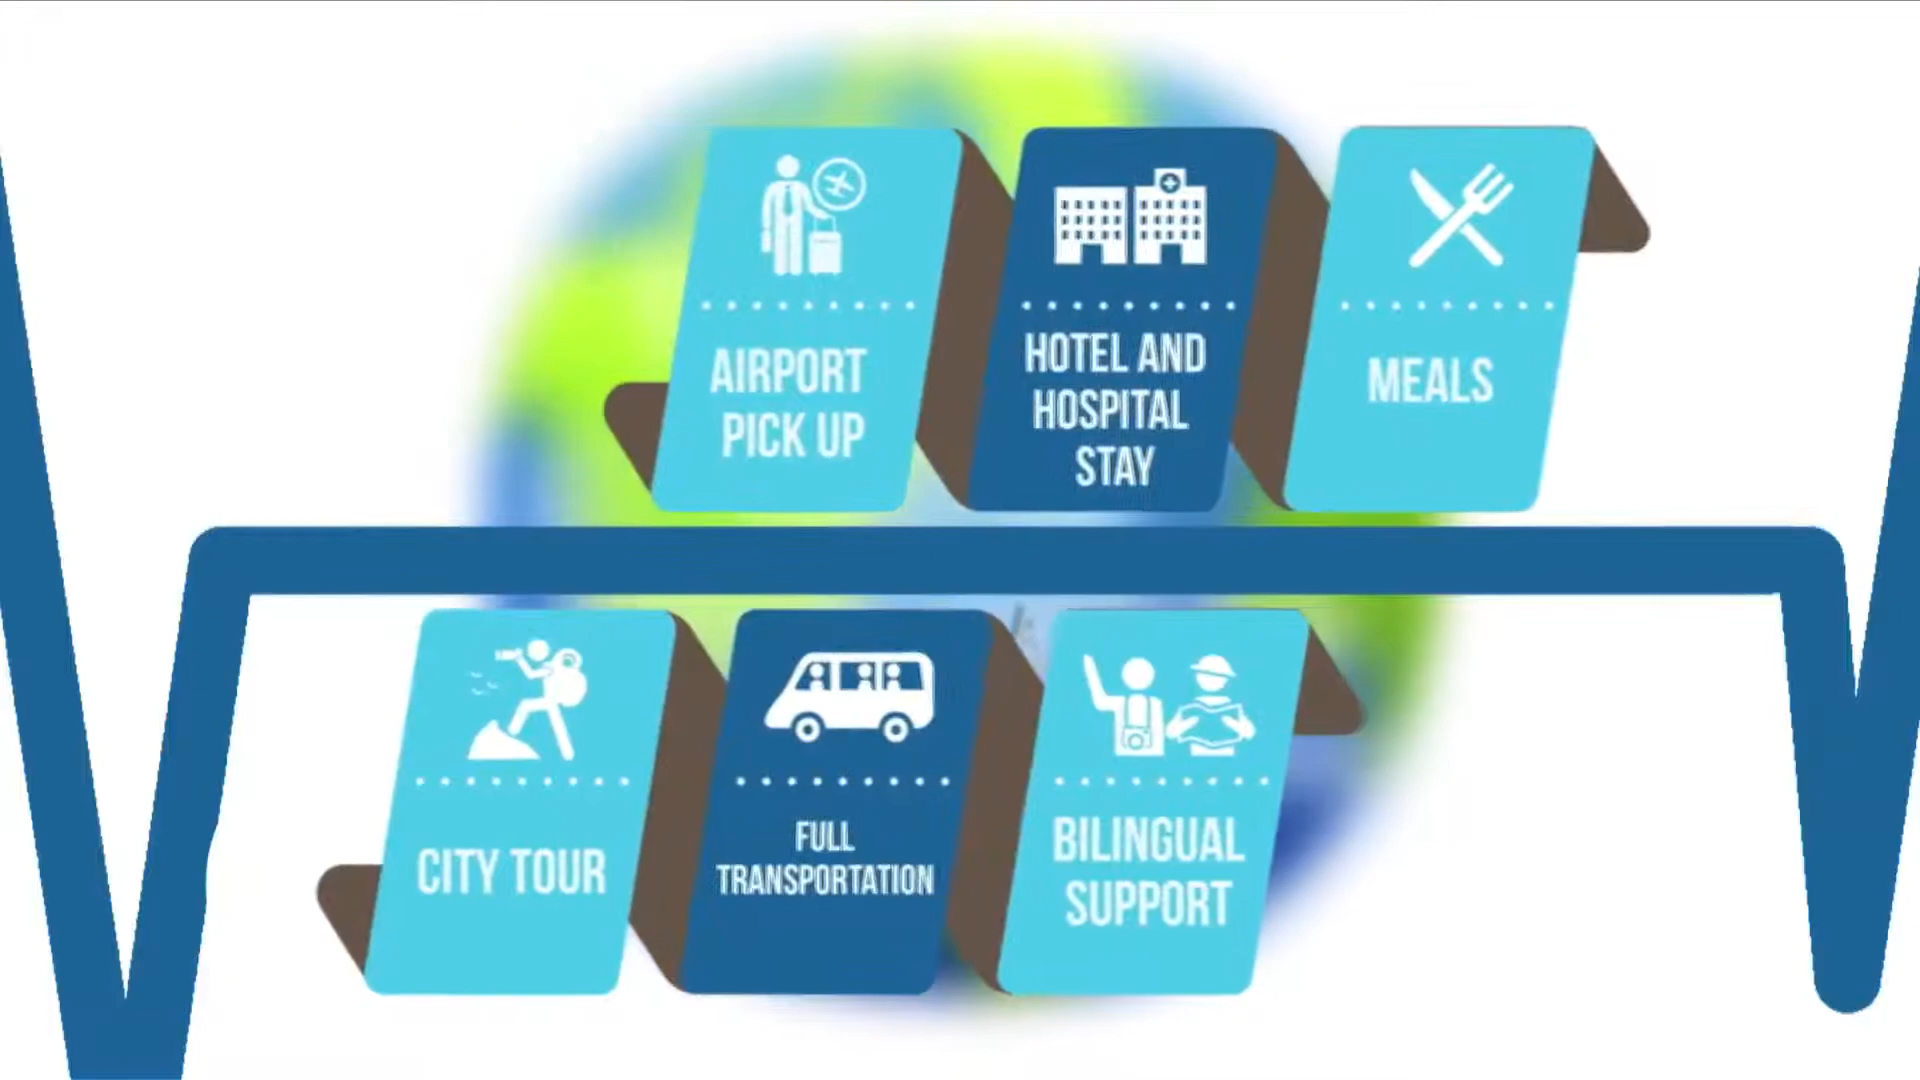 AIRPORT
PICK UP
HOTEL AND
HOSPITAL
STAY
MEALS
CITY TOUR
FULL
TRANSPORTATION
BILINGUAL
SUPPORT